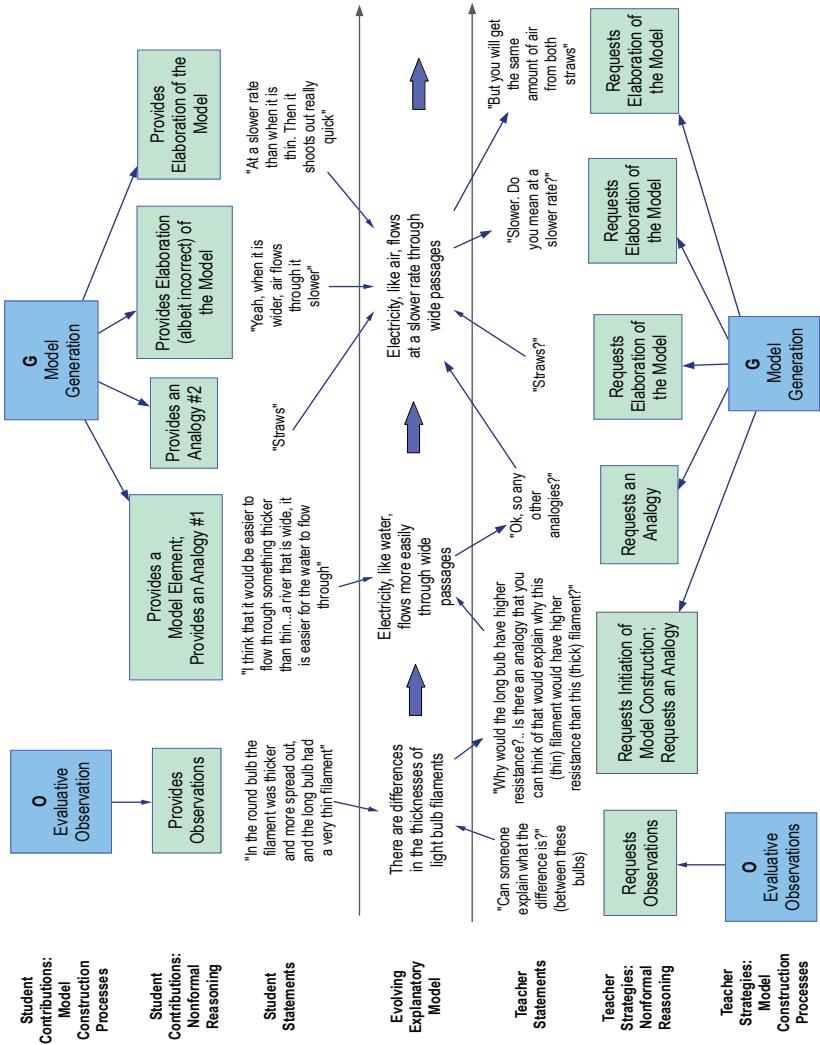 Student
Contributions:
Model
Construction
Processes
O
Evaluative
Observation
G
Model
Generation
Student
Contributions:
Nonformal
Reasoning
Provides
Observations
Provides a
Model Element;
Provides an Analogy #1
Provides an
Analogy #2
Provides Elaboration
(albeit incorrect) of
the Model
Provides
Elaboration of the
Model
Student
Statements
"In the round bulb the
filament was thicker
and more spread out,
and the long bulb had
a very thin filament"
"I think that it would be easier to
flow through something thicker
than thin...a river that is wide, it
is easier for the water to flow
through"
"Straws"
"Yeah, when it is
wider, air flows
through it
slower"
"At a slower rate
than when it is
thin. Then it
shoots out really
quick"
Evolving
Explanatory
Model
There are differences
in the thicknesses of
light bulb filaments
Electricity, like water,
flows more easily
through wide
passages
Electricity, like air, flows
at a slower rate through
wide passages
Teacher
Statements
"Can someone
explain what the
difference is?"
(between these
bulbs)
"Why would the long bulb have higher
resistance?.. Is there an analogy that you
can think of that would explain why this
(thin) filament would have higher
resistance than this (thick) filament?"
"Ok, so any
other
analogies?"
"Straws?"
"Slower. Do
you mean at a
slower rate?"
"But you will get
the same
amount of air
from both
straws"
Teacher
Strategies:
Nonformal
Reasoning
Requests
Observations
Requests Initiation of
Model Construction;
Requests an Analogy
Requests an
Analogy
Requests
Elaboration of
the Model
Requests
Elaboration of
the Model
Requests
Elaboration of
the Model
Teacher
Strategies:
Model
Construction
Processes
O
Evaluative
Observations
G
Model
Generation